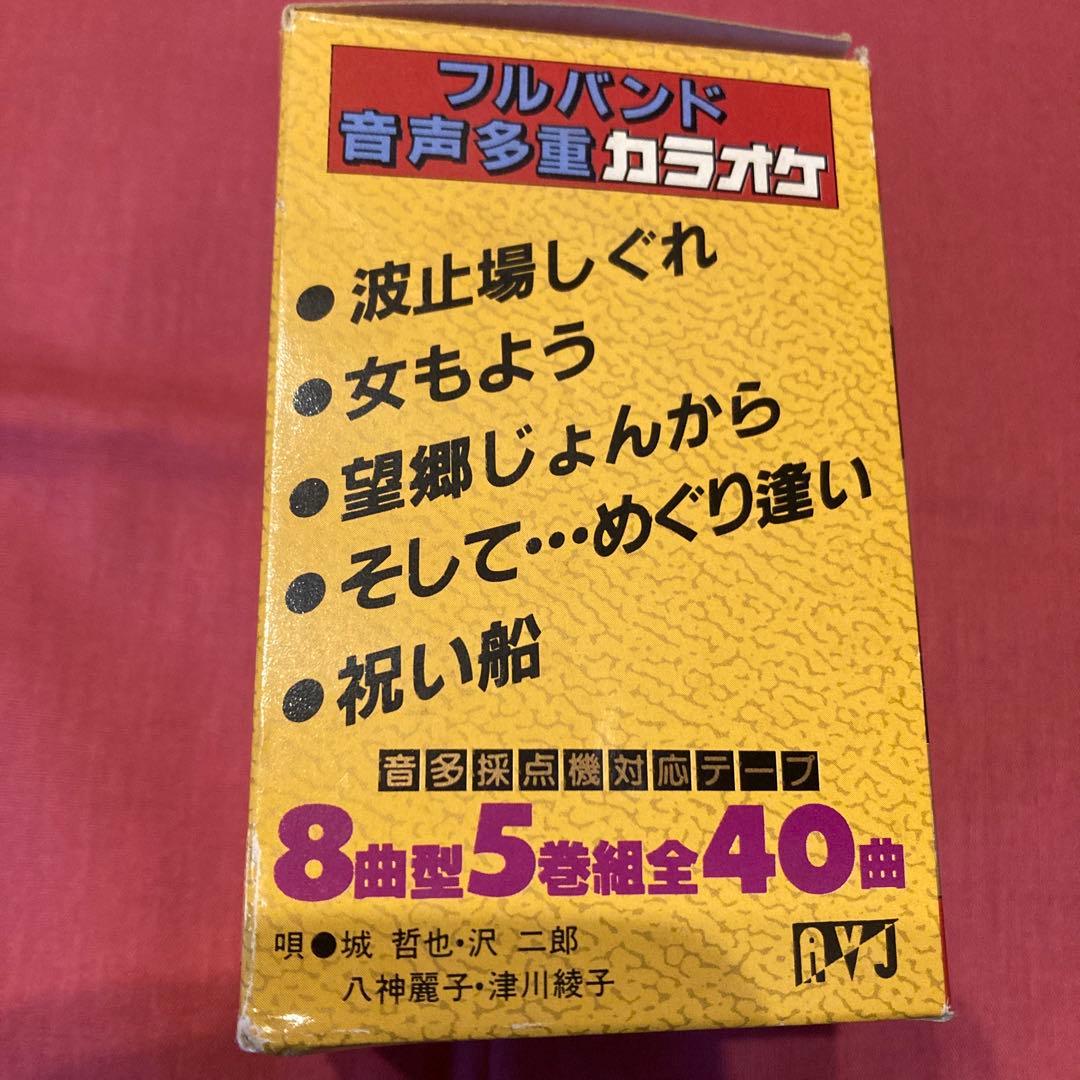 フルバンド
音声多重カラオケ
●波止場しぐれ
●女もよう
●望郷じょんから
●そして…めぐり逢い
●祝い船
音多採点機対応テープ
8曲型5巻組全40曲
唄●城 哲也・沢 二郎
八神麗子・津川綾子
AVJ